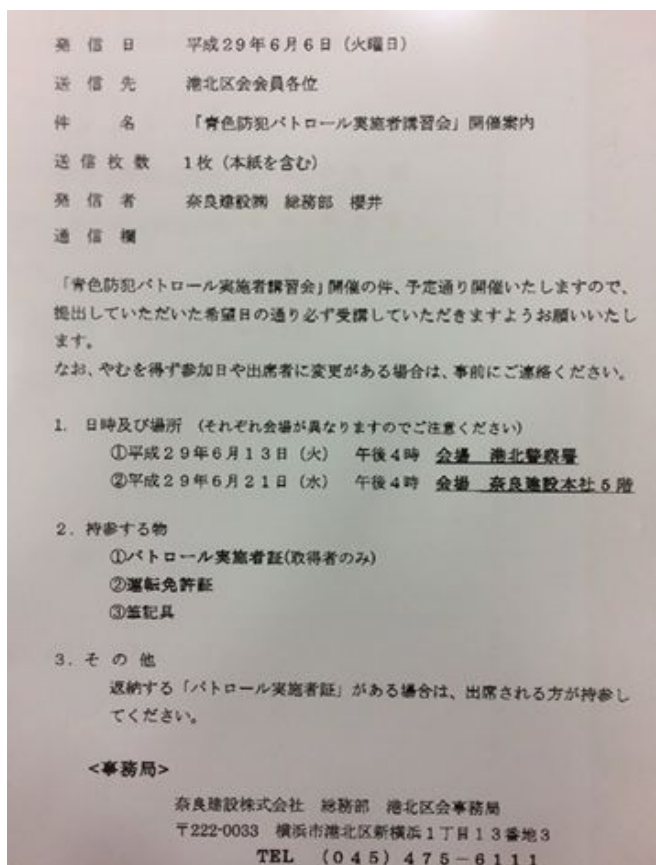 発信日 平成29年6月6日（火曜日）
送信先 港北区会会員各位
件名 「青色防犯パトロール実施者講習会」開催案内
送信枚数 1枚（本紙を含む）
発信者 奈良建設㈱ 総務部 櫻井
通信欄
「青色防犯パトロール実施者講習会」開催の件、予定通り開催いたしますので、
提出していただいた希望日の通り必ず受講していただきますようお願いいたし
ます。
なお、やむを得ず参加日や出席者に変更がある場合は、事前にご連絡ください。
1. 日時及び場所 （それぞれ会場が異なりますのでご注意ください）
①平成29年6月13日（火） 午後4時 会場 港北警察署
②平成29年6月21日（水） 午後4時 会場 奈良建設本社5階
2. 持参する物
①パトロール実施者証(取得者のみ)
②運転免許証
③筆記具
3. その他
返納する「パトロール実施者証」がある場合は、出席される方が持参し
てください。
<事務局>
奈良建設株式会社 総務部 港北区会事務局
〒222-0033 横浜市港北区新横浜1丁目13番地3
TEL （045）475-6111